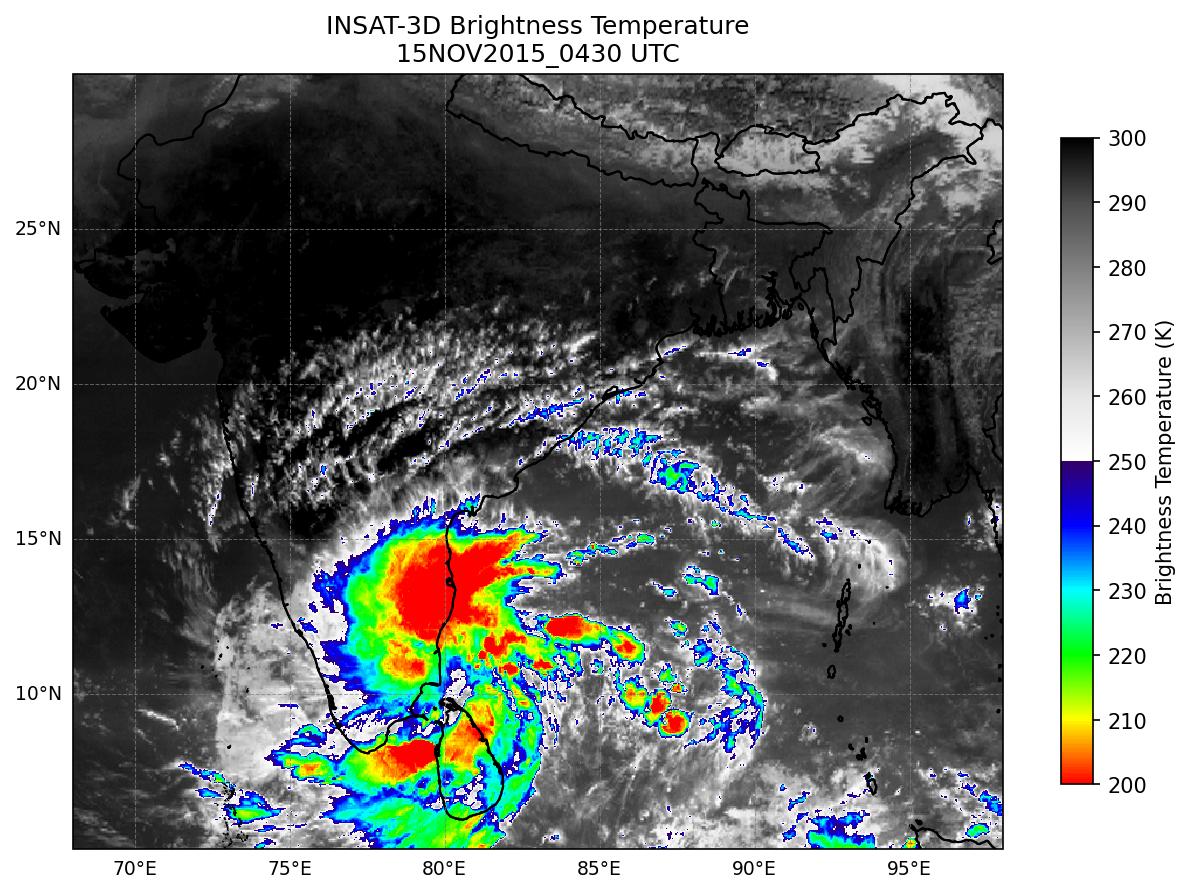 INSAT-3D Brightness Temperature
15NOV2015_0430 UTC
25°N
20°N
15°N
10°N
70°E
75°E
80°E
85°E
90°E
95°E
300
290
280
270
260
250
240
230
220
210
200
Brightness Temperature (K)